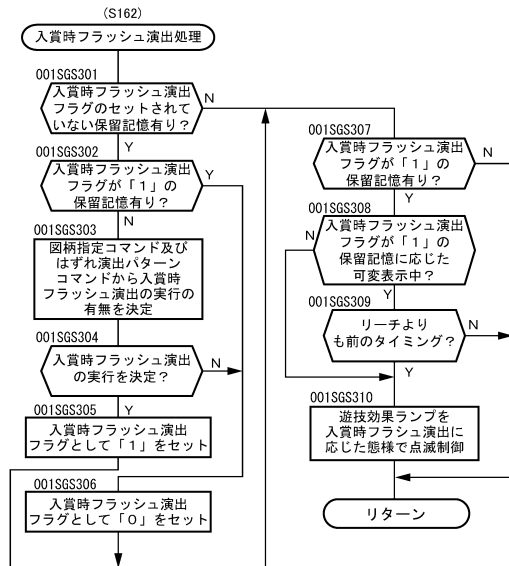 (S162)
入賞時フラッシュ演出処理
001SGS301
入賞時フラッシュ演出
フラグのセットされて
いない保留記憶有り？
N
Y
001SGS302
入賞時フラッシュ演出
フラグが「１」の
保留記憶有り？
Y
N
001SGS303
図柄指定コマンド及び
はずれ演出パターン
コマンドから入賞時
フラッシュ演出の実行の
有無を決定
001SGS304
入賞時フラッシュ演出
の実行を決定？
N
Y
001SGS305
入賞時フラッシュ演出
フラグとして「１」をセット
001SGS306
入賞時フラッシュ演出
フラグとして「０」をセット
001SGS307
入賞時フラッシュ演出
フラグが「１」の
保留記憶有り？
N
Y
001SGS308
入賞時フラッシュ演出
フラグが「１」の
保留記憶に応じた
可変表示中？
N
Y
001SGS309
リーチより
も前のタイミング？
N
Y
001SGS310
遊技効果ランプを
入賞時フラシュ演出に
応じた態様で点滅制御
リターン